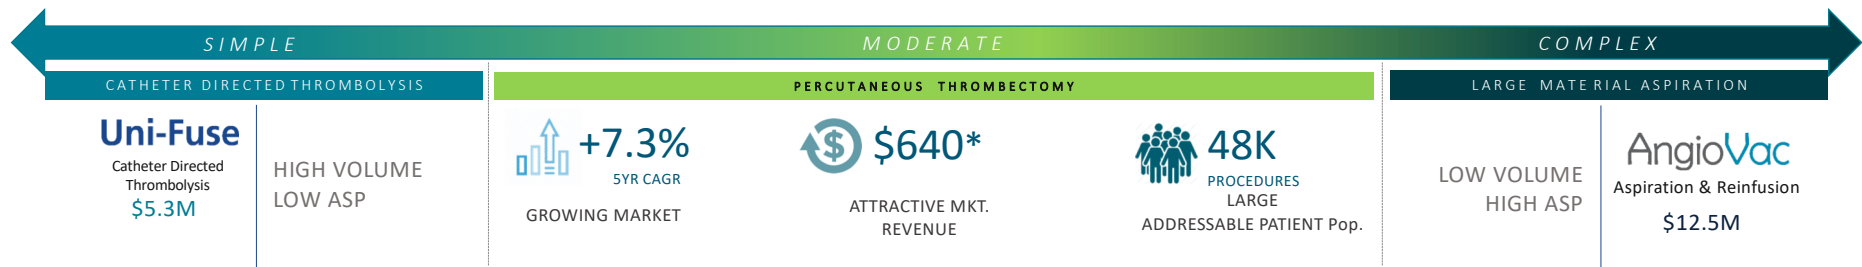 SIMPLE MODERATE COMPLEX
CATHETER DIRECTED THROMBOLYSIS
Uni-Fuse
Catheter Directed
Thrombolysis
$5.3M
HIGH VOLUME
LOW ASP
PERCUTANEOUS THROMBECTOMY
+7.3%
5YR CAGR
GROWING MARKET
$
$640*
ATTRACTIVE MKT.
REVENUE
48K
PROCEDURES
LARGE
ADDRESSABLE PATIENT Pop.
LARGE MATERIAL ASPIRATION
LOW VOLUME
HIGH ASP
AngioVac
Aspiration & Reinfusion
$12.5M